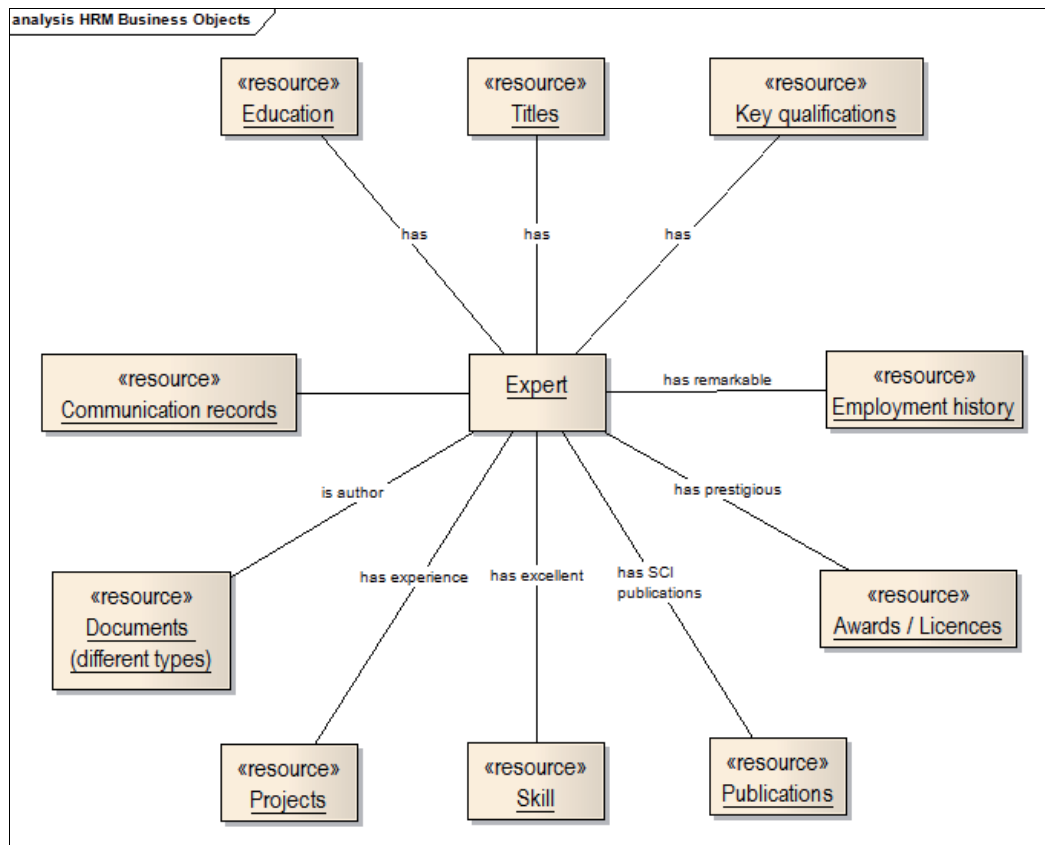 analysis HRM Business Objects
«resource»
Education
«resource»
Titles
«resource»
Key qualifications
has
has
has
«resource»
Communication records
Expert
has remarkable
«resource»
Employment history
is author
has prestigious
has experience
has excellent
has SCI
publications
«resource»
Documents
(different types)
«resource»
Awards / Licences
«resource»
Projects
«resource»
Skill
«resource»
Publications